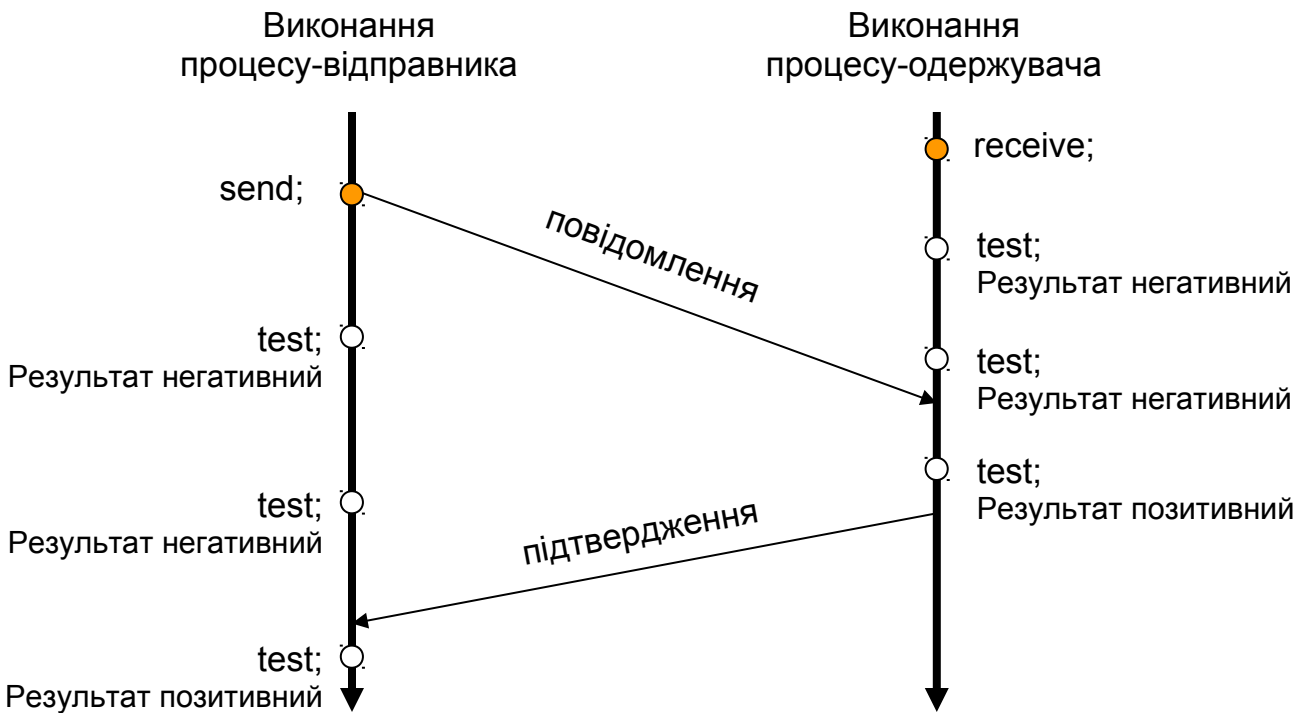 Виконання
процесу-відправника
Виконання
процесу-одержувача
receive;
send;
повідомлення
test;
Результат негативний
test;
Результат негативний
test;
Результат негативний
test;
Результат позитивний
test;
Результат негативний
підтвердження
test;
Результат позитивний